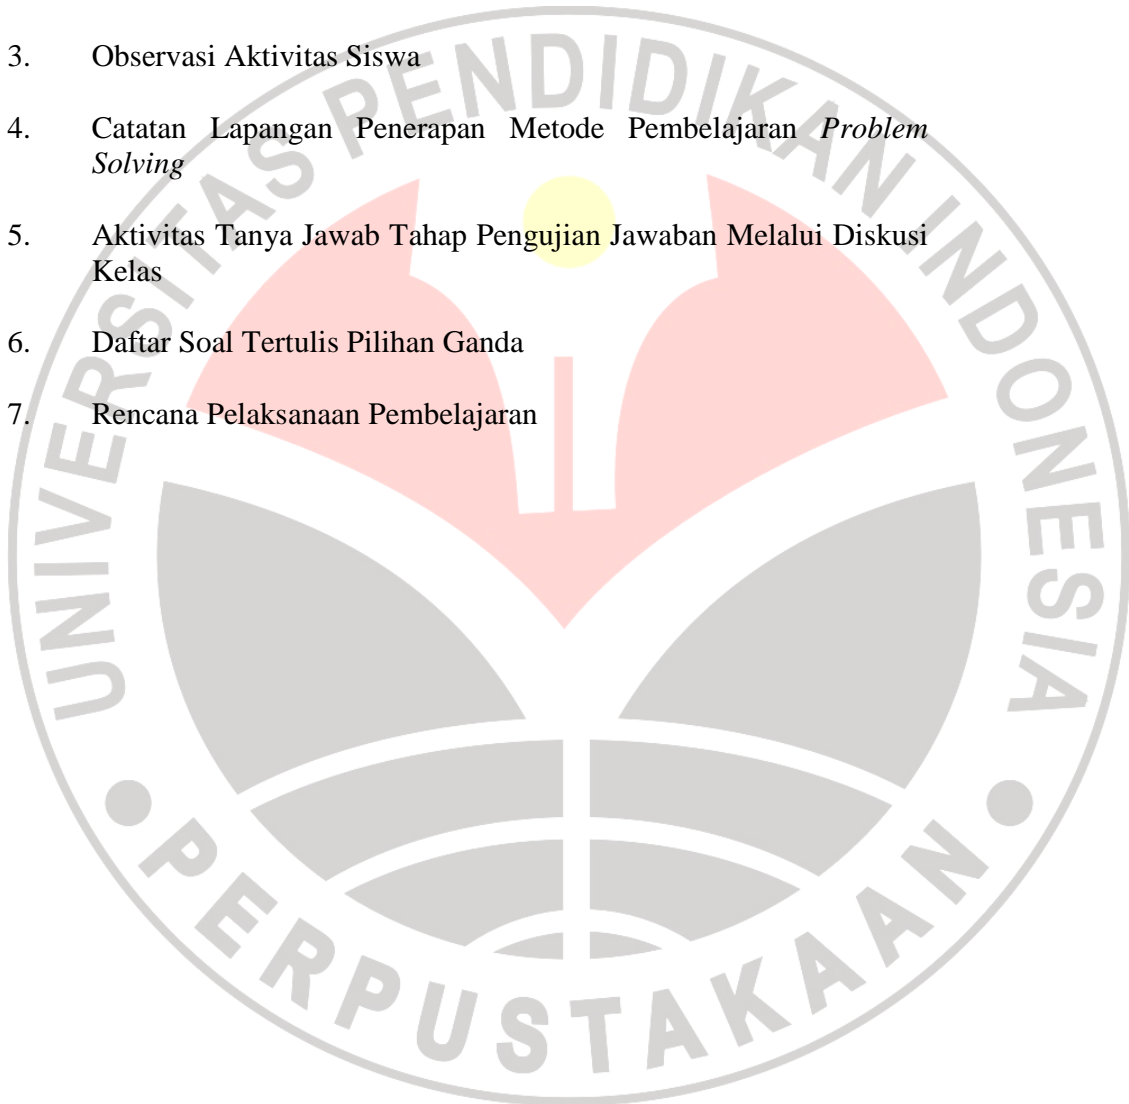 3. Observasi Aktivitas Siswa
4. Catatan Lapangan Penerapan Metode Pembelajaran Problem
Solving
5. Aktivitas Tanya Jawab Tahap Pengujian Jawaban Melalui Diskusi
Kelas
6. Daftar Soal Tertulis Pilihan Ganda
7. Rencana Pelaksanaan Pembelajaran
UNIVERSITAS PENDIDIKAN INDONESIA
PERPUSTAKAAN